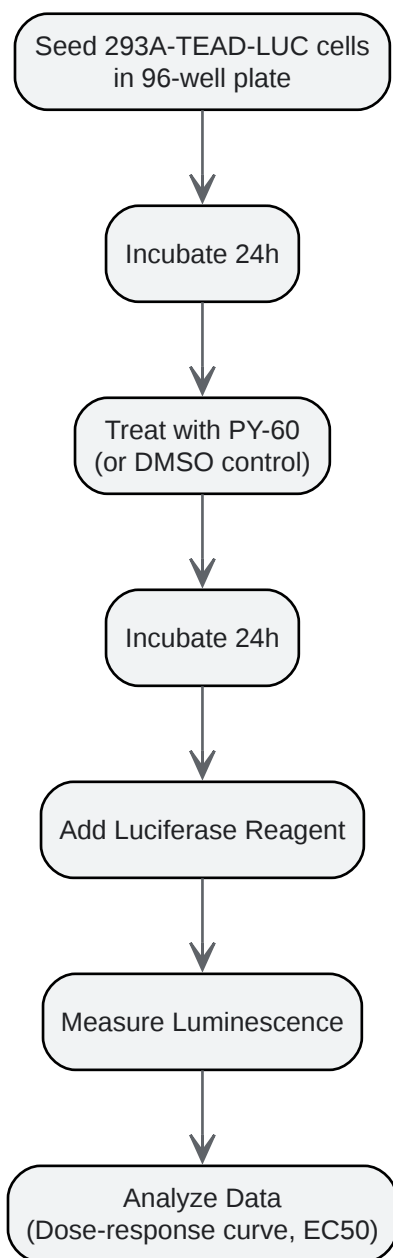 Seed 293A-TEAD-LUC cells
in 96-well plate
Incubate 24h
Treat with PY-60
(or DMSO control)
Incubate 24h
Add Luciferase Reagent
Measure Luminescence
Analyze Data
(Dose-response curve, EC50)